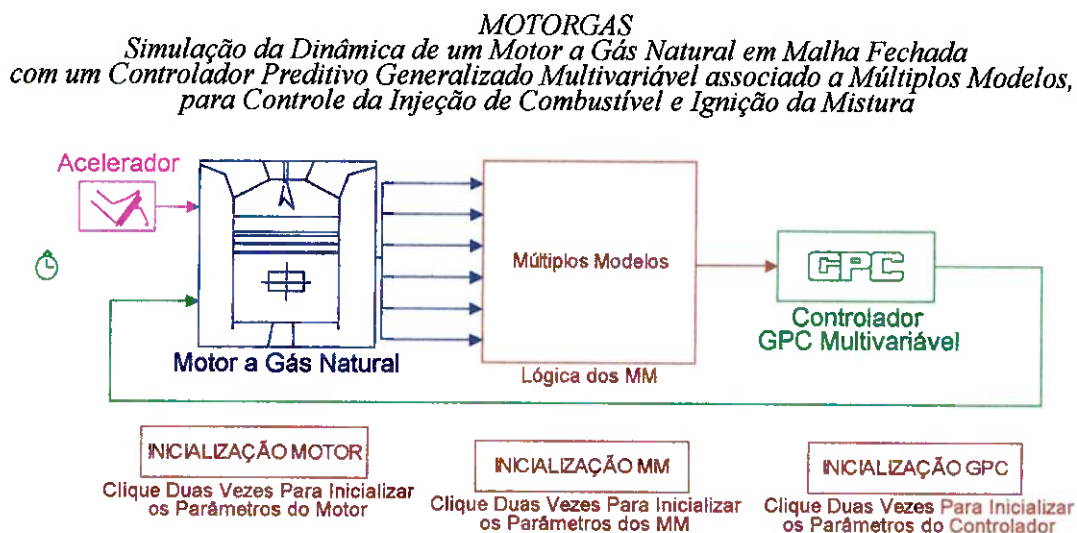 MOTORGAS
Simulação da Dinâmica de um Motor a Gás Natural em Malha Fechada
com um Controlador Preditivo Generalizado Multivariável associado a Múltiplos Modelos,
para Controle da Injeção de Combustível e Ignição da Mistura
Acelerador
Múltiplos Modelos
GPC
Controlador
GPC Multivariável
Motor a Gás Natural
Lógica dos MM
INICIALIZAÇÃO MOTOR
Clique Duas Vezes Para Inicializar
os Parâmetros do Motor
INICIALIZAÇÃO MM
Clique Duas Vezes Para Inicializar
os Parâmetros dos MM
INICIALIZAÇÃO GPC
Clique Duas Vezes Para Inicializar
os Parâmetros do Controlador